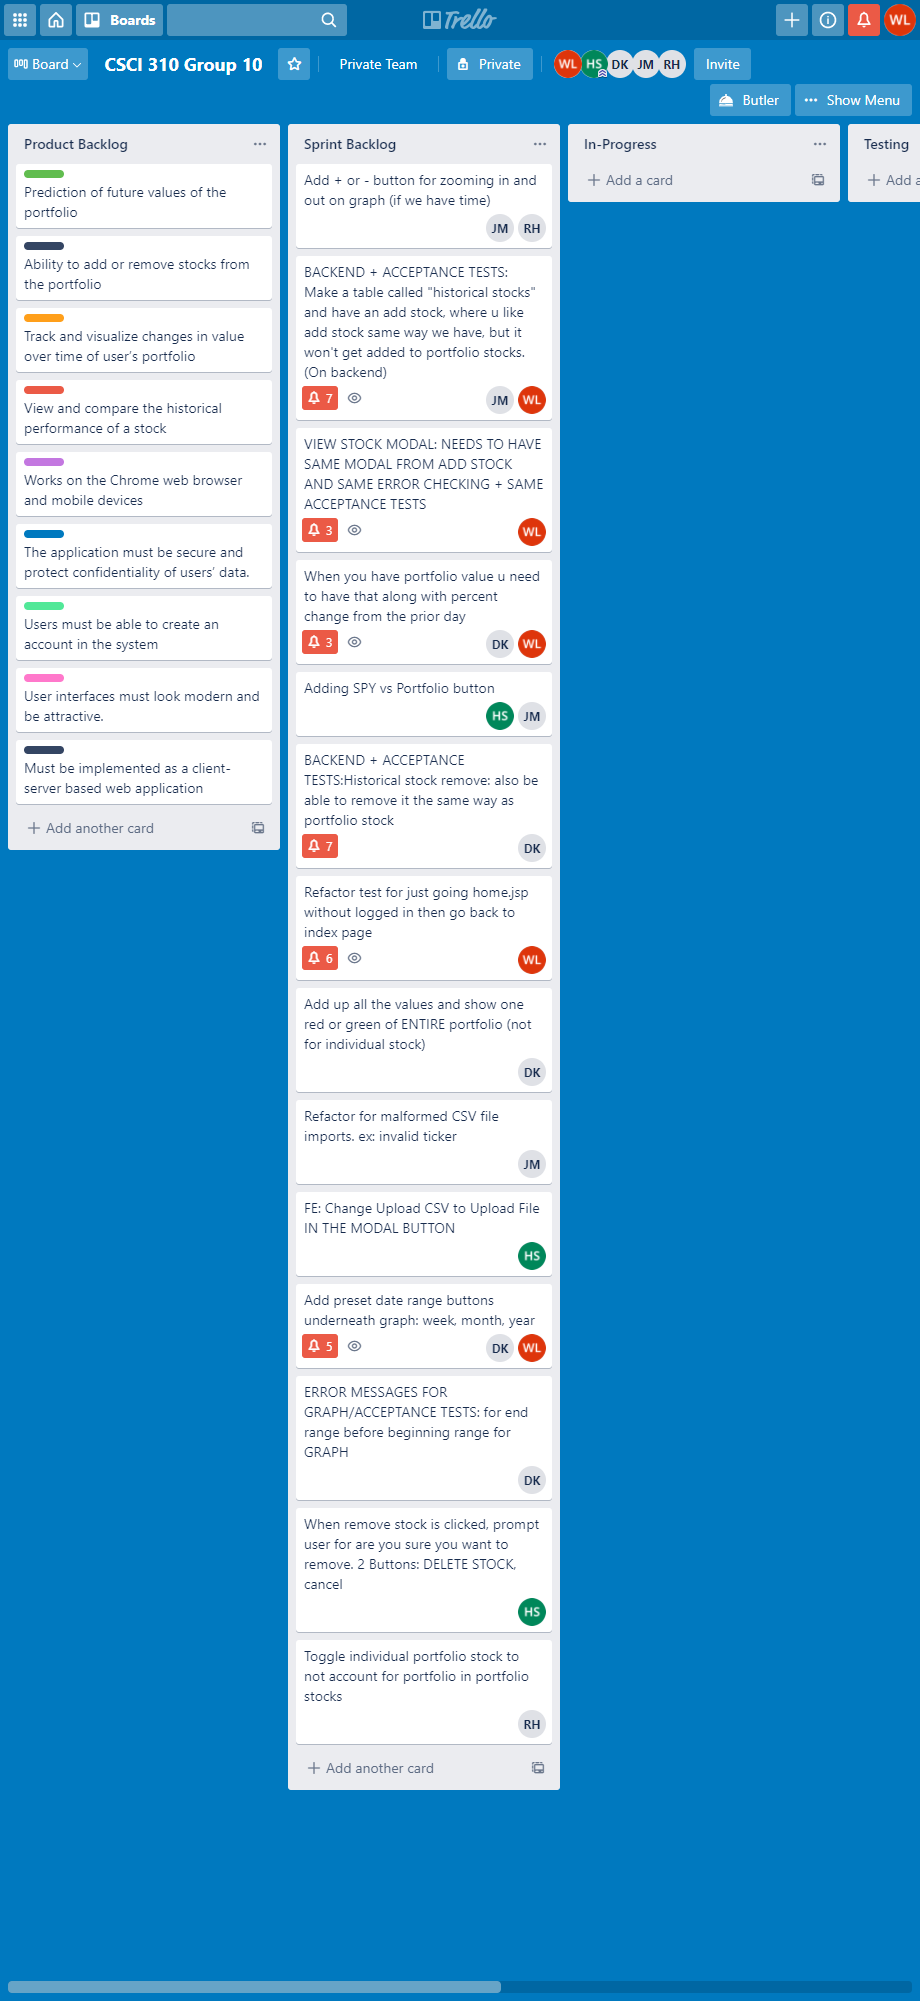 Boards
Trello
WL
Board
CSCI 310 Group 10
Private Team
Private
WL HS DK JM RH
Invite
Butler
Show Menu
Product Backlog
Prediction of future values of the
portfolio
Ability to add or remove stocks from
the portfolio
Track and visualize changes in value
over time of user’s portfolio
View and compare the historical
performance of a stock
Works on the Chrome web browser
and mobile devices
The application must be secure and
protect confidentiality of users’ data.
Users must be able to create an
account in the system
User interfaces must look modern and
be attractive.
Must be implemented as a client-
server based web application
Add another card
Sprint Backlog
Add + or - button for zooming in and
out on graph (if we have time)
JM RH
BACKEND + ACCEPTANCE TESTS:
Make a table called "historical stocks"
and have an add stock, where u like
add stock same way we have, but it
won't get added to portfolio stocks.
(On backend)
7
JM WL
VIEW STOCK MODAL: NEEDS TO HAVE
SAME MODAL FROM ADD STOCK
AND SAME ERROR CHECKING + SAME
ACCEPTANCE TESTS
3
WL
When you have portfolio value u need
to have that along with percent
change from the prior day
3
DK WL
Adding SPY vs Portfolio button
HS JM
BACKEND + ACCEPTANCE
TESTS:Historical stock remove: also be
able to remove it the same way as
portfolio stock
7
DK
Refactor test for just going home.jsp
without logged in then go back to
index page
6
WL
Add up all the values and show one
red or green of ENTIRE portfolio (not
for individual stock)
DK
Refactor for malformed CSV file
imports. ex: invalid ticker
JM
FE: Change Upload CSV to Upload File
IN THE MODAL BUTTON
HS
Add preset date range buttons
underneath graph: week, month, year
5
DK WL
ERROR MESSAGES FOR
GRAPH/ACCEPTANCE TESTS: for end
range before beginning range for
GRAPH
DK
When remove stock is clicked, prompt
user for are you sure you want to
remove. 2 Buttons: DELETE STOCK,
cancel
HS
Toggle individual portfolio stock to
not account for portfolio in portfolio
stocks
RH
Add another card
In-Progress
Add a card
Testing
Add a